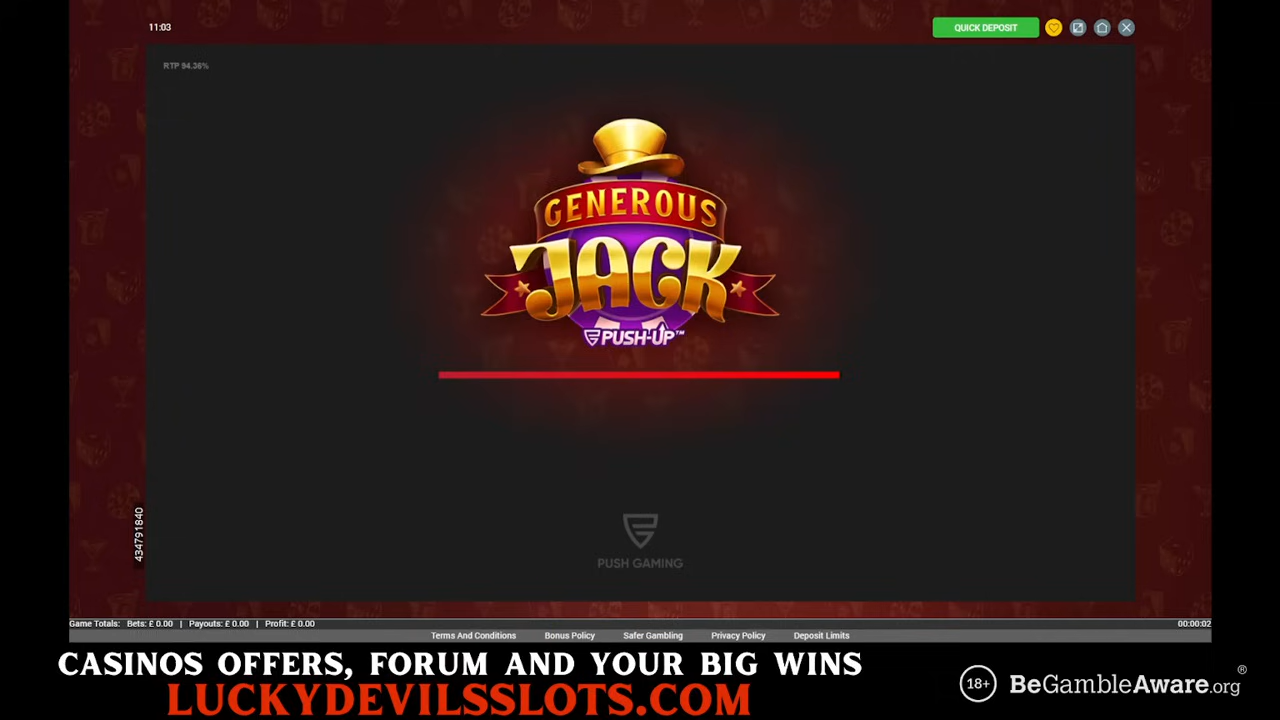 11:03
QUICK DEPOSIT
RTP 94.36%
GENEROUS
JACK
PUSH-UP™
434791840
PUSH GAMING
Game Totals: Bets: £ 0.00 | Payouts: £ 0.00 | Profit: £ 0.00
00:00:02
Terms And Conditions Bonus Policy Safer Gambling Privacy Policy Deposit Limits
CASINOS OFFERS, FORUM AND YOUR BIG WINS
LUCKYDEVILSSLOTS.COM
18+ BeGambleAware.org®